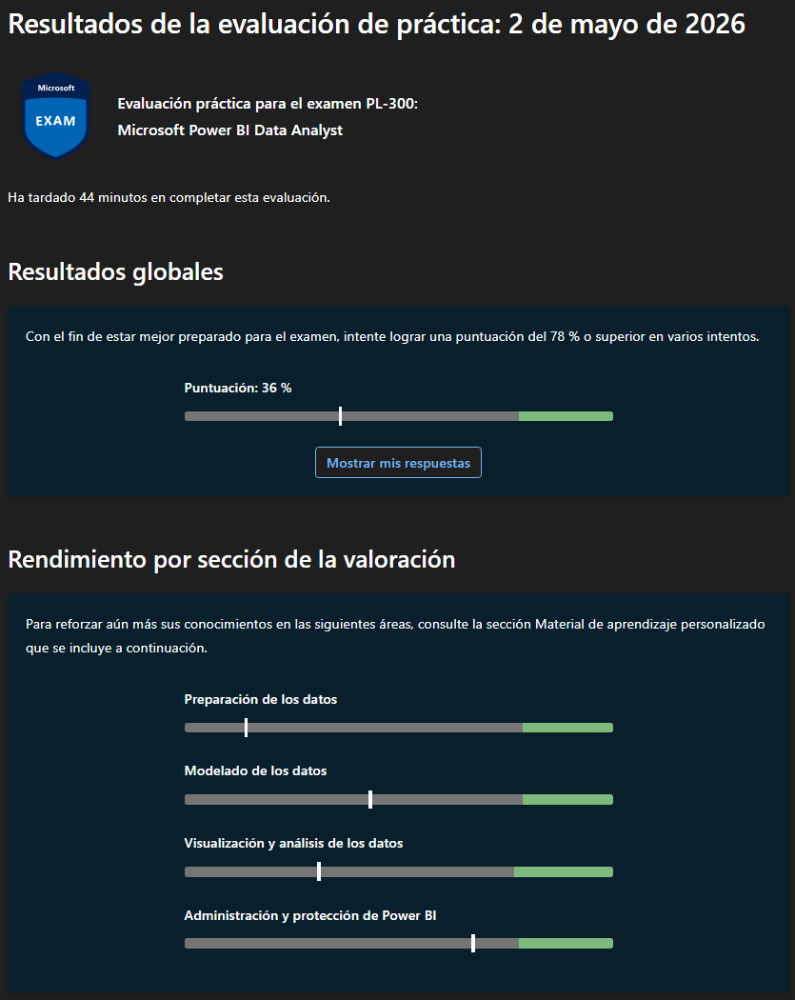 Resultados de la evaluación de práctica: 2 de mayo de 2026
Microsoft
EXAM
Evaluación práctica para el examen PL-300:
Microsoft Power BI Data Analyst
Ha tardado 44 minutos en completar esta evaluación.
Resultados globales
Con el fin de estar mejor preparado para el examen, intente lograr una puntuación del 78 % o superior en varios intentos.
Puntuación: 36 %
Mostrar mis respuestas
Rendimiento por sección de la valoración
Para reforzar aún más sus conocimientos en las siguientes áreas, consulte la sección Material de aprendizaje personalizado
que se incluye a continuación.
Preparación de los datos
Modelado de los datos
Visualización y análisis de los datos
Administración y protección de Power BI